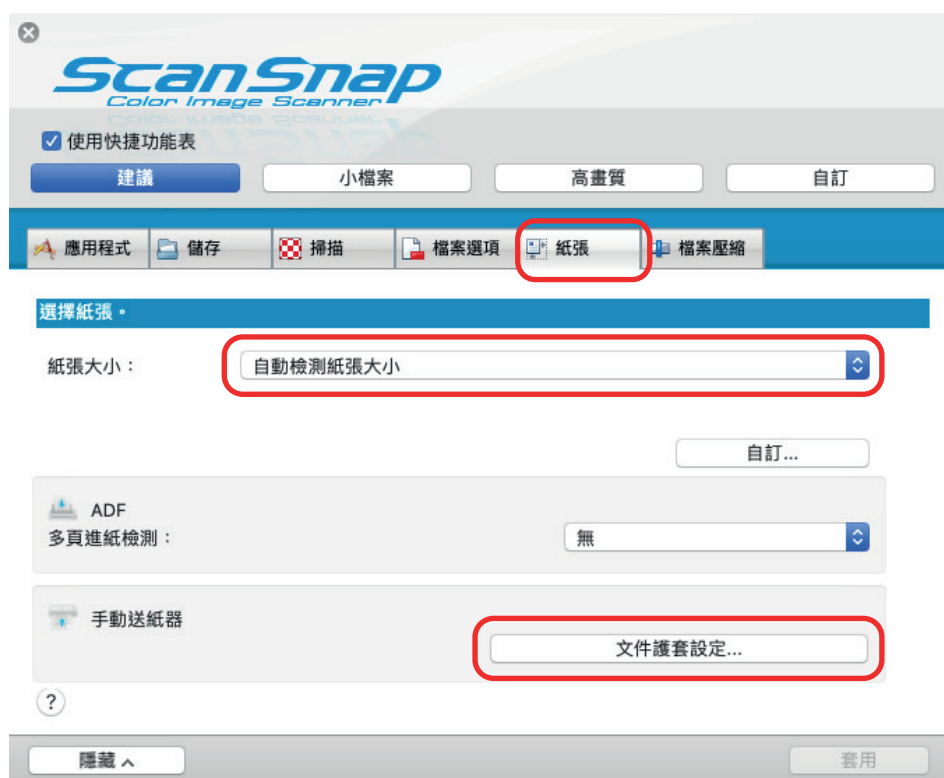 ScanSnap
Color Image Scanner
使用快捷功能表
建議 小檔案 高畫質 自訂
應用程式 儲存 掃描 檔案選項 紙張 檔案壓縮
選擇紙張。
紙張大小： 自動檢測紙張大小
自訂...
ADF
多頁進紙檢測： 無
手動送紙器
文件護套設定...
?
隱藏 套用